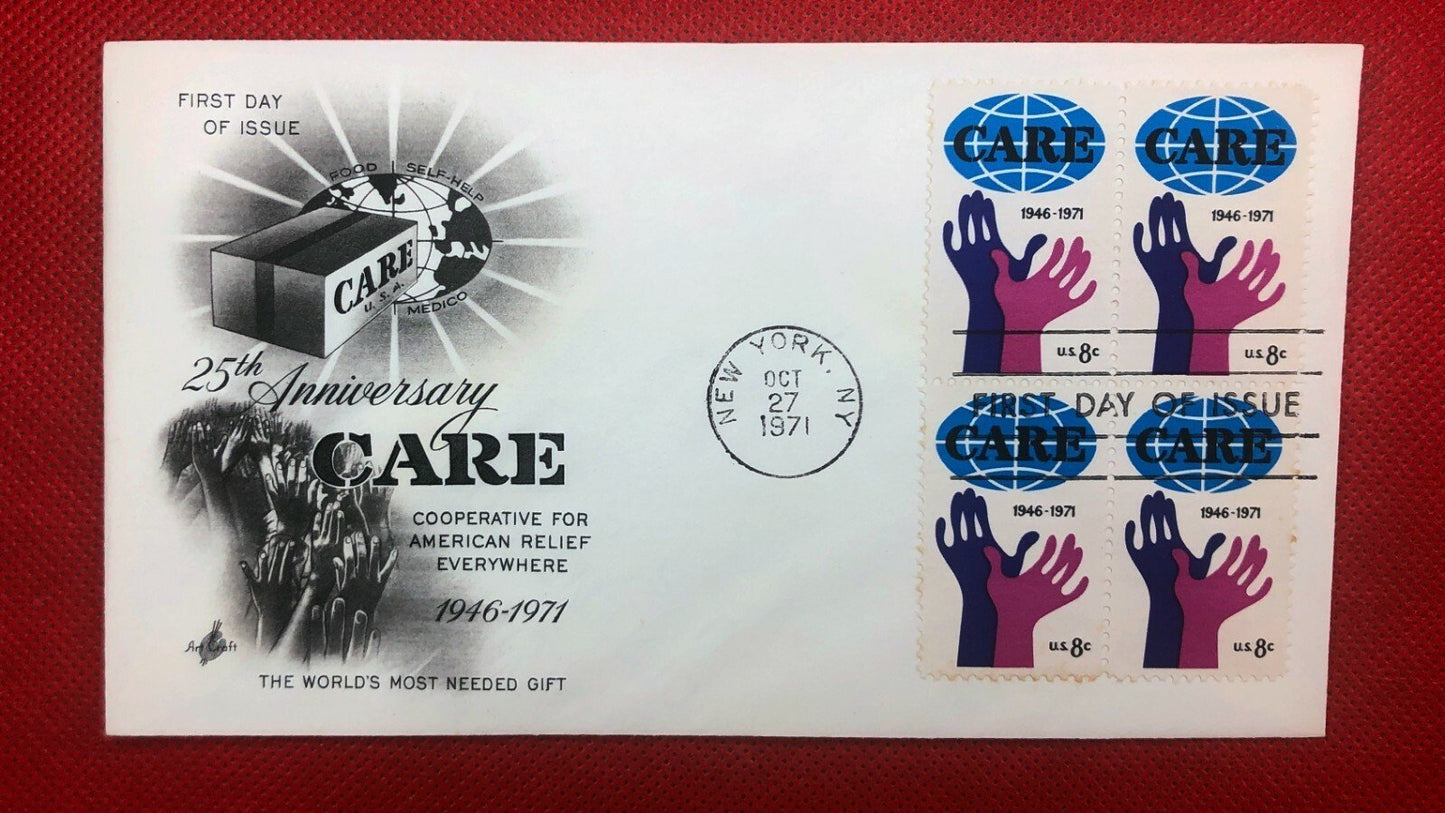 FIRST DAY
OF ISSUE
FOOD SELF-HELP
CARE
U.S.A.
MEDICO
25th Anniversary
CARE
COOPERATIVE FOR
AMERICAN RELIEF
EVERYWHERE
1946-1971
Art Craft
THE WORLD'S MOST NEEDED GIFT
NEW YORK, NY
OCT
27
1971
CARE
1946-1971
U.S. 8c
CARE
1946-1971
U.S. 8c
FIRST DAY OF ISSUE
CARE
1946-1971
U.S. 8c
CARE
1946-1971
U.S. 8c